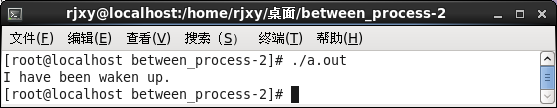 rjxy@localhost:/home/rjxy/桌面/between_process-2
文件(F) 编辑(E) 查看(V) 搜索（S） 终端(T) 帮助(H)
[root@localhost between_process-2]# ./a.out
I have been waken up.
[root@localhost between_process-2]#